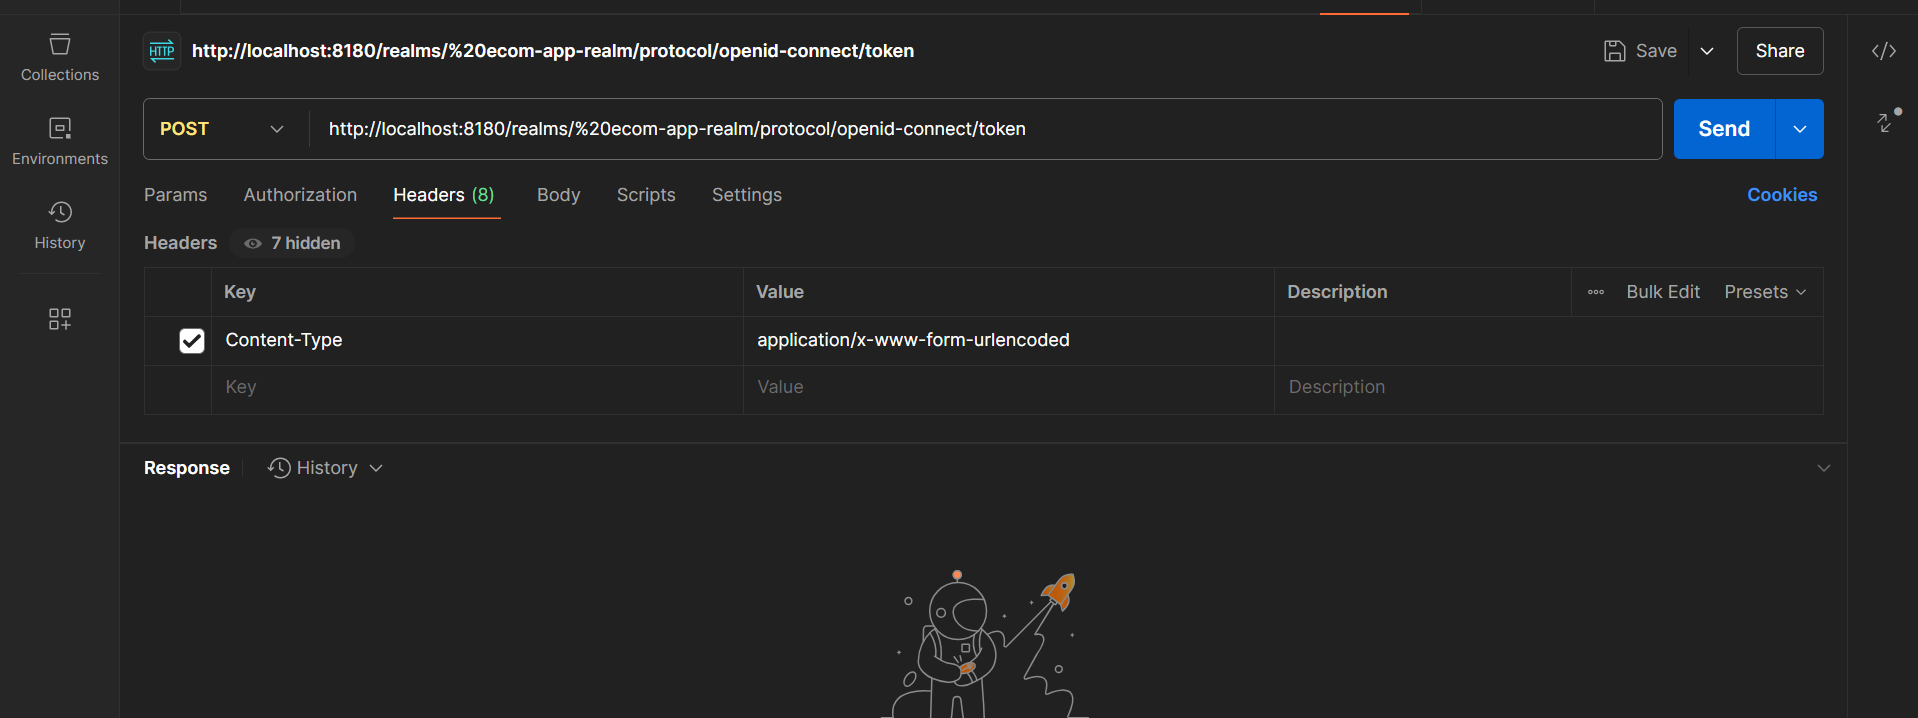 Collections
Environments
History
HTTP http://localhost:8180/realms/%20ecom-app-realm/protocol/openid-connect/token
Save Share
POST http://localhost:8180/realms/%20ecom-app-realm/protocol/openid-connect/token Send
Params Authorization Headers (8) Body Scripts Settings Cookies
Headers 7 hidden
Key Value Description Bulk Edit Presets
Content-Type application/x-www-form-urlencoded
Key Value Description
Response History